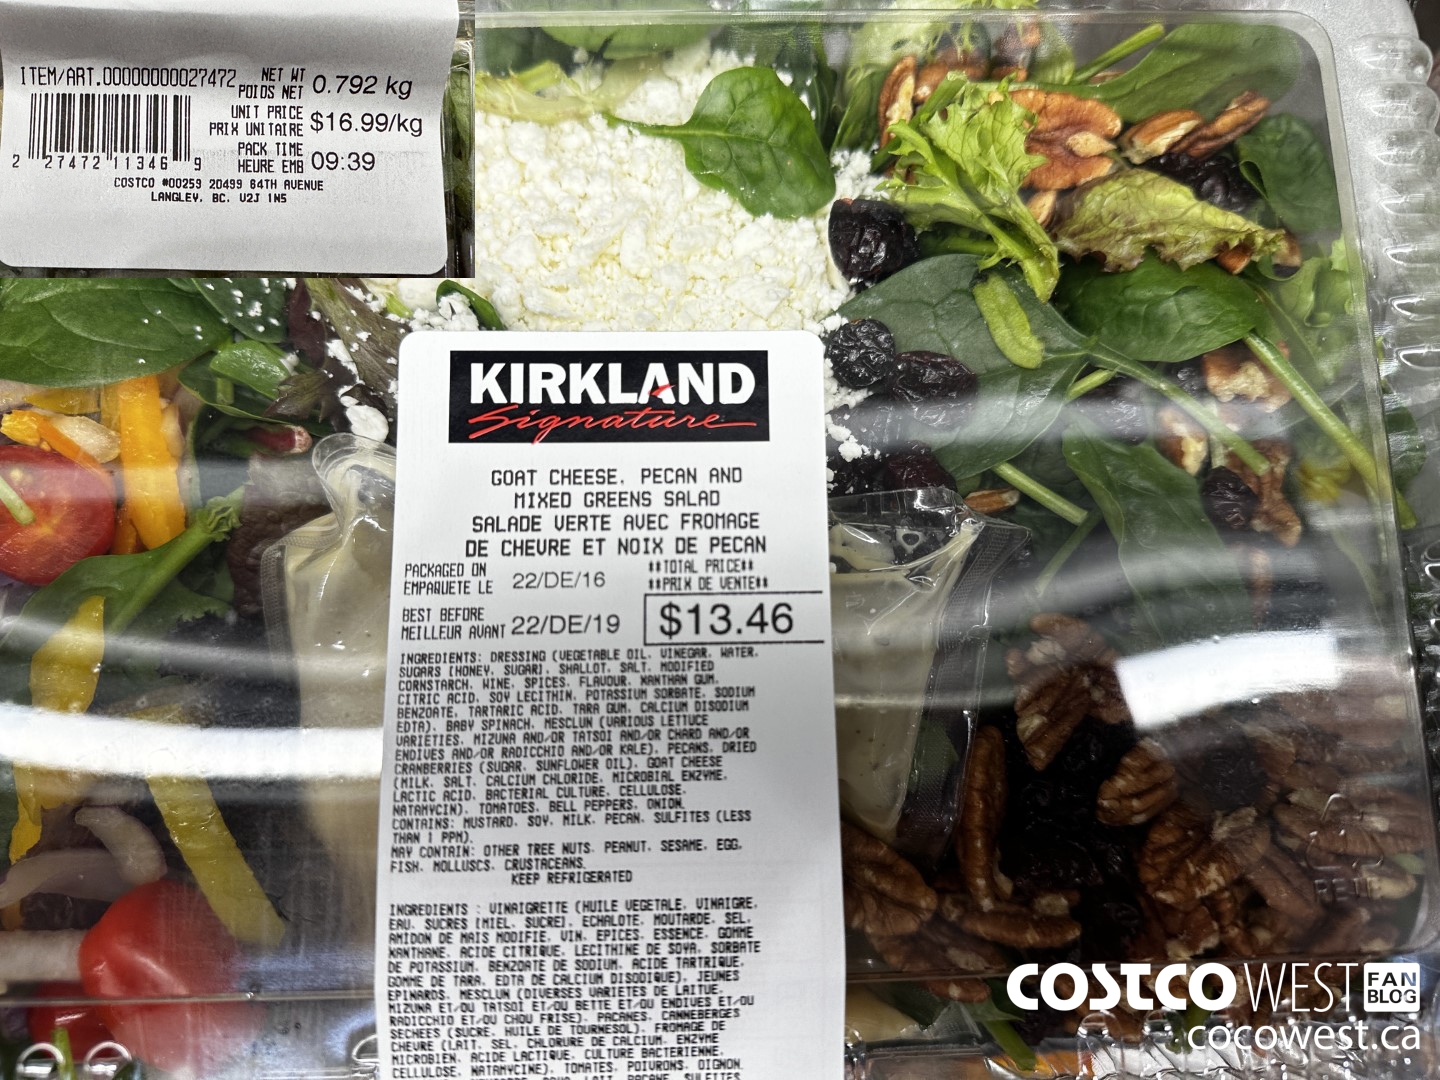 ITEM/ART.00000000027472
NET WT
POIDS NET 0.792 kg
UNIT PRICE
PRIX UNITAIRE $16.99/kg
PACK TIME
HEURE EMB 09:39
2 27472 11346 9
COSTCO #00259 20499 64TH AVENUE
LANGLEY, BC, V2J 1N5
KIRKLAND
Signature
GOAT CHEESE, PECAN AND
MIXED GREENS SALAD
SALADE VERTE AVEC FROMAGE
DE CHEVRE ET NOIX DE PECAN
PACKAGED ON
EMPAQUETE LE 22/DE/16
**TOTAL PRICE**
**PRIX DE VENTE**
BEST BEFORE
MEILLEUR AVANT 22/DE/19
$13.46
INGREDIENTS: DRESSING (VEGETABLE OIL, VINEGAR, WATER,
SUGARS [HONEY, SUGAR], SHALLOT, SALT, MODIFIED
CORNSTARCH, WINE, SPICES, FLAVOUR, XANTHAN GUM,
CITRIC ACID, SOY LECITHIN, POTASSIUM SORBATE, SODIUM
BENZOATE, TARTARIC ACID, TARA GUM, CALCIUM DISODIUM
EDTA), BABY SPINACH, MESCLUN (VARIOUS LETTUCE
VARIETIES, MIZUNA AND/OR TATSOI AND/OR CHARD AND/OR
ENDIVES AND/OR RADICCHIO AND/OR KALE), PECANS, DRIED
CRANBERRIES (SUGAR, SUNFLOWER OIL), GOAT CHEESE
(MILK, SALT, CALCIUM CHLORIDE, MICROBIAL ENZYME,
LACTIC ACID, BACTERIAL CULTURE, CELLULOSE,
NATAMYCIN), TOMATOES, BELL PEPPERS, ONION.
CONTAINS: MUSTARD, SOY, MILK, PECAN, SULFITES (LESS
THAN 1 PPM).
MAY CONTAIN: OTHER TREE NUTS, PEANUT, SESAME, EGG,
FISH, MOLLUSCS, CRUSTACEANS.
KEEP REFRIGERATED
INGREDIENTS : VINAIGRETTE (HUILE VEGETALE, VINAIGRE,
EAU, SUCRES [MIEL, SUCRE], ECHALOTE, MOUTARDE, SEL,
AMIDON DE MAIS MODIFIE, VIN, EPICES, ESSENCE, GOMME
XANTHANE, ACIDE CITRIQUE, LECITHINE DE SOYA, SORBATE
DE POTASSIUM, BENZOATE DE SODIUM, ACIDE TARTRIQUE,
GOMME DE TARA, EDTA DE CALCIUM DISODIQUE), JEUNES
EPINARDS, MESCLUN (DIVERSES VARIETES DE LAITUE,
MIZUNA ET/OU TATSOI ET/OU BETTE ET/OU ENDIVES ET/OU
RADICCHIO ET/OU CHOU FRISE), PACANES, CANNEBERGES
SECHEES (SUCRE, HUILE DE TOURNESOL), FROMAGE DE
CHEVRE (LAIT, SEL, CHLORURE DE CALCIUM, ENZYME
MICROBIEN, ACIDE LACTIQUE, CULTURE BACTERIENNE,
CELLULOSE, NATAMYCINE), TOMATES, POIVRONS, OIGNON.
COSTCO WEST FAN
BLOG
cocowest.ca